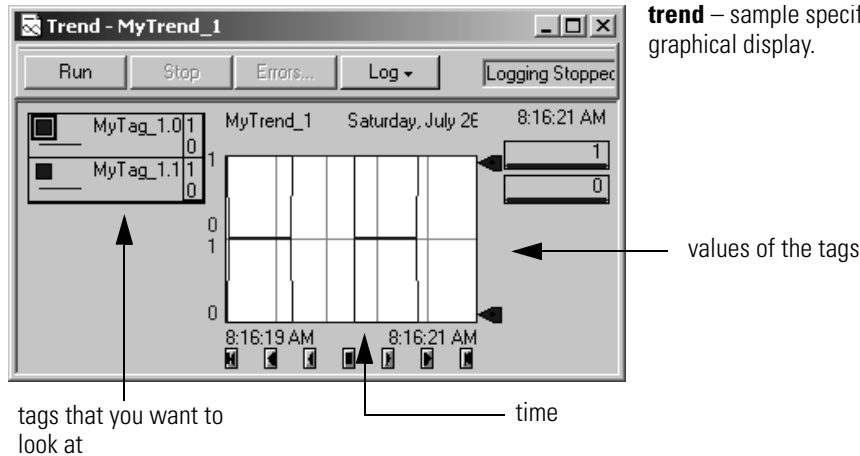 trend – sample specif
graphical display.
Trend - MyTrend_1
Run Stop Errors... Log Logging Stopped
MyTag_1.0 1
0
MyTag_1.1 1
0
MyTrend_1 Saturday, July 28 8:16:21 AM
1
0
1
0
1
0
8:16:19 AM 8:16:21 AM
values of the tags
tags that you want to
look at
time